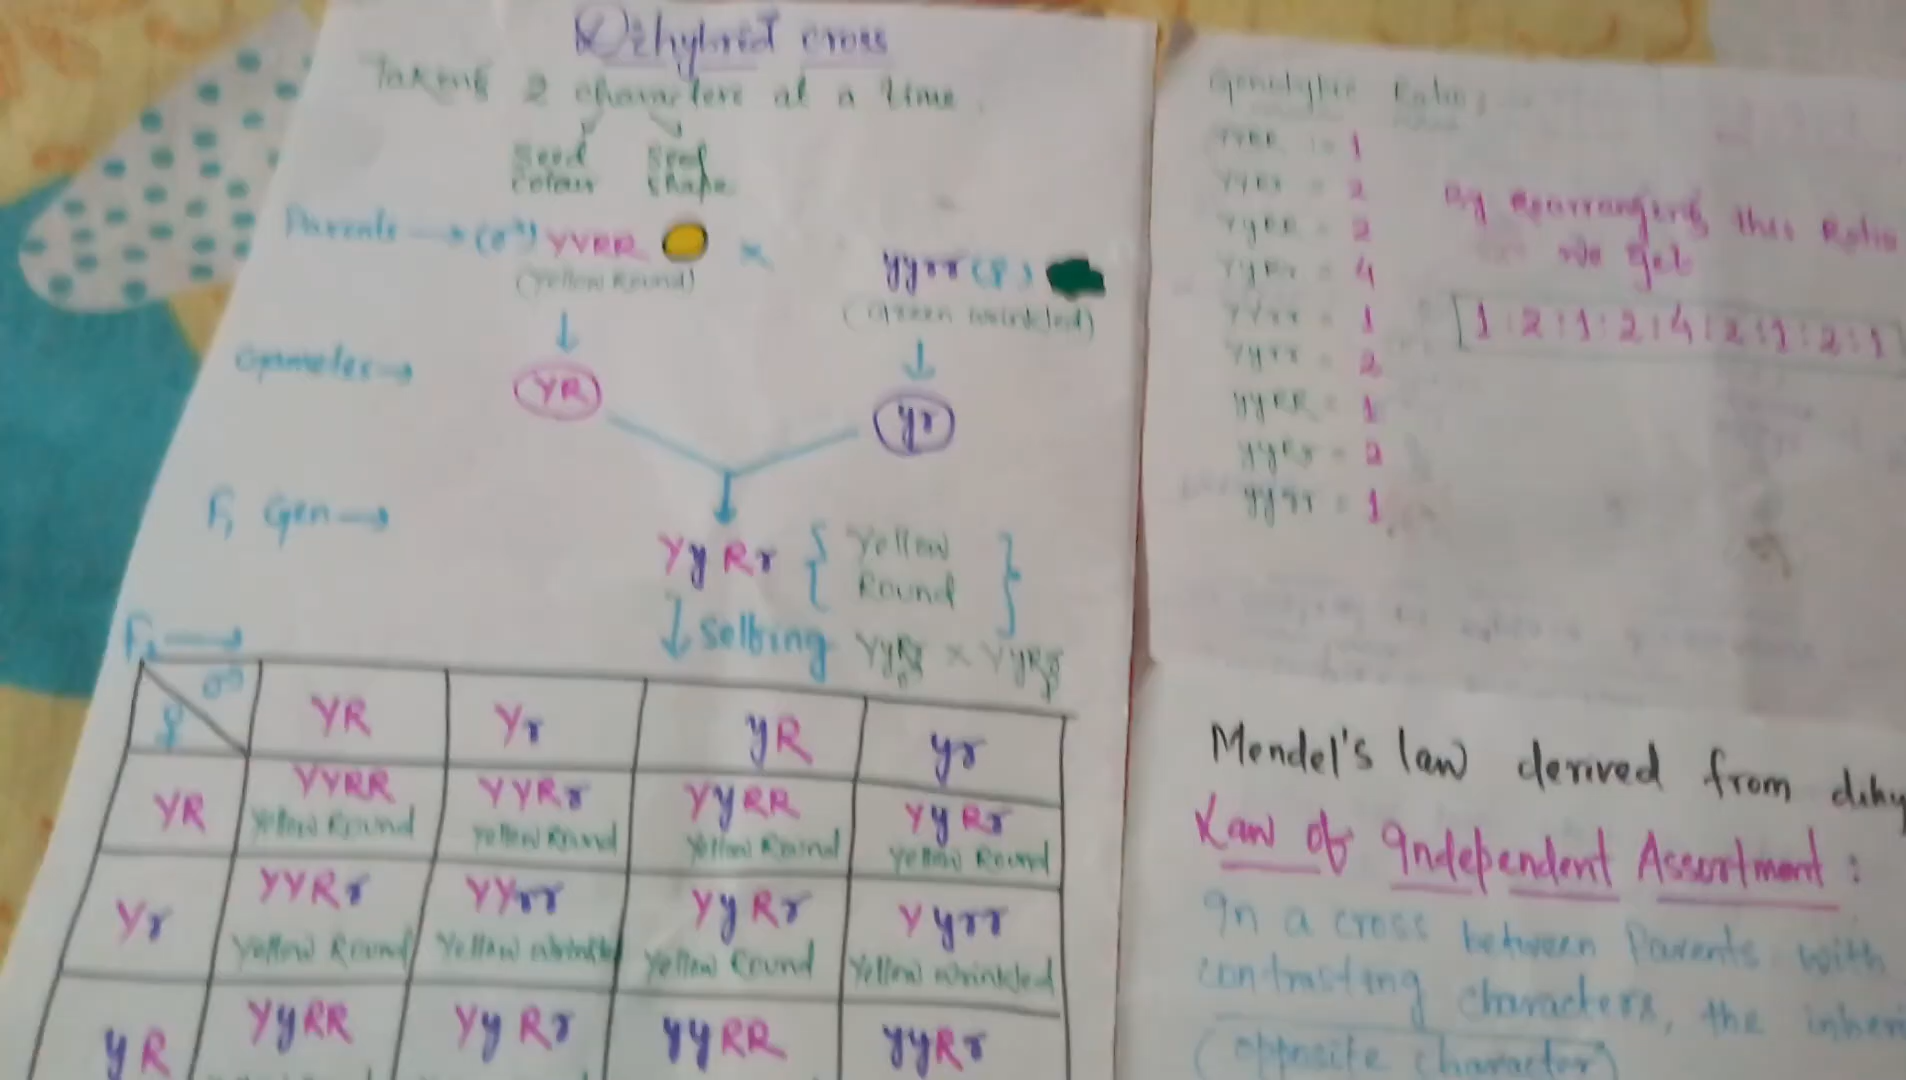 Dihybrid cross
Taking 2 characters at a time.
Seed colour
Seed shape
Parents → (♂) YYRR × yyrr (♀)
(Yellow Round) (Green wrinkled)
Gametes → YR yr
F1 Gen →
YyRr { Yellow Round }
↓ selfing YyRr × YyRr
F2 →
♂ ♀ YR Yr yR yr
YR YYRR YYRr YyRR YyRr
Yellow Round Yellow Round Yellow Round Yellow Round
Yr YYRr YYrr YyRr Yyrr
Yellow Round Yellow wrinkled Yellow Round Yellow wrinkled
yR YyRR YyRr yyRR yyRr
Genotypic Ratio:
YYRR = 1
YYRr = 2
YyRR = 2
YyRr = 4
YYrr = 1
Yyrr = 2
yyRR = 1
yyRr = 2
yyrr = 1
By Rearranging this Ratio
we get
1:2:1:2:4:2:1:2:1
Mendel's law derived from dihy
Law of Independent Assortment:
In a cross between Parents with
contrasting characters, the inheri
(opposite character)